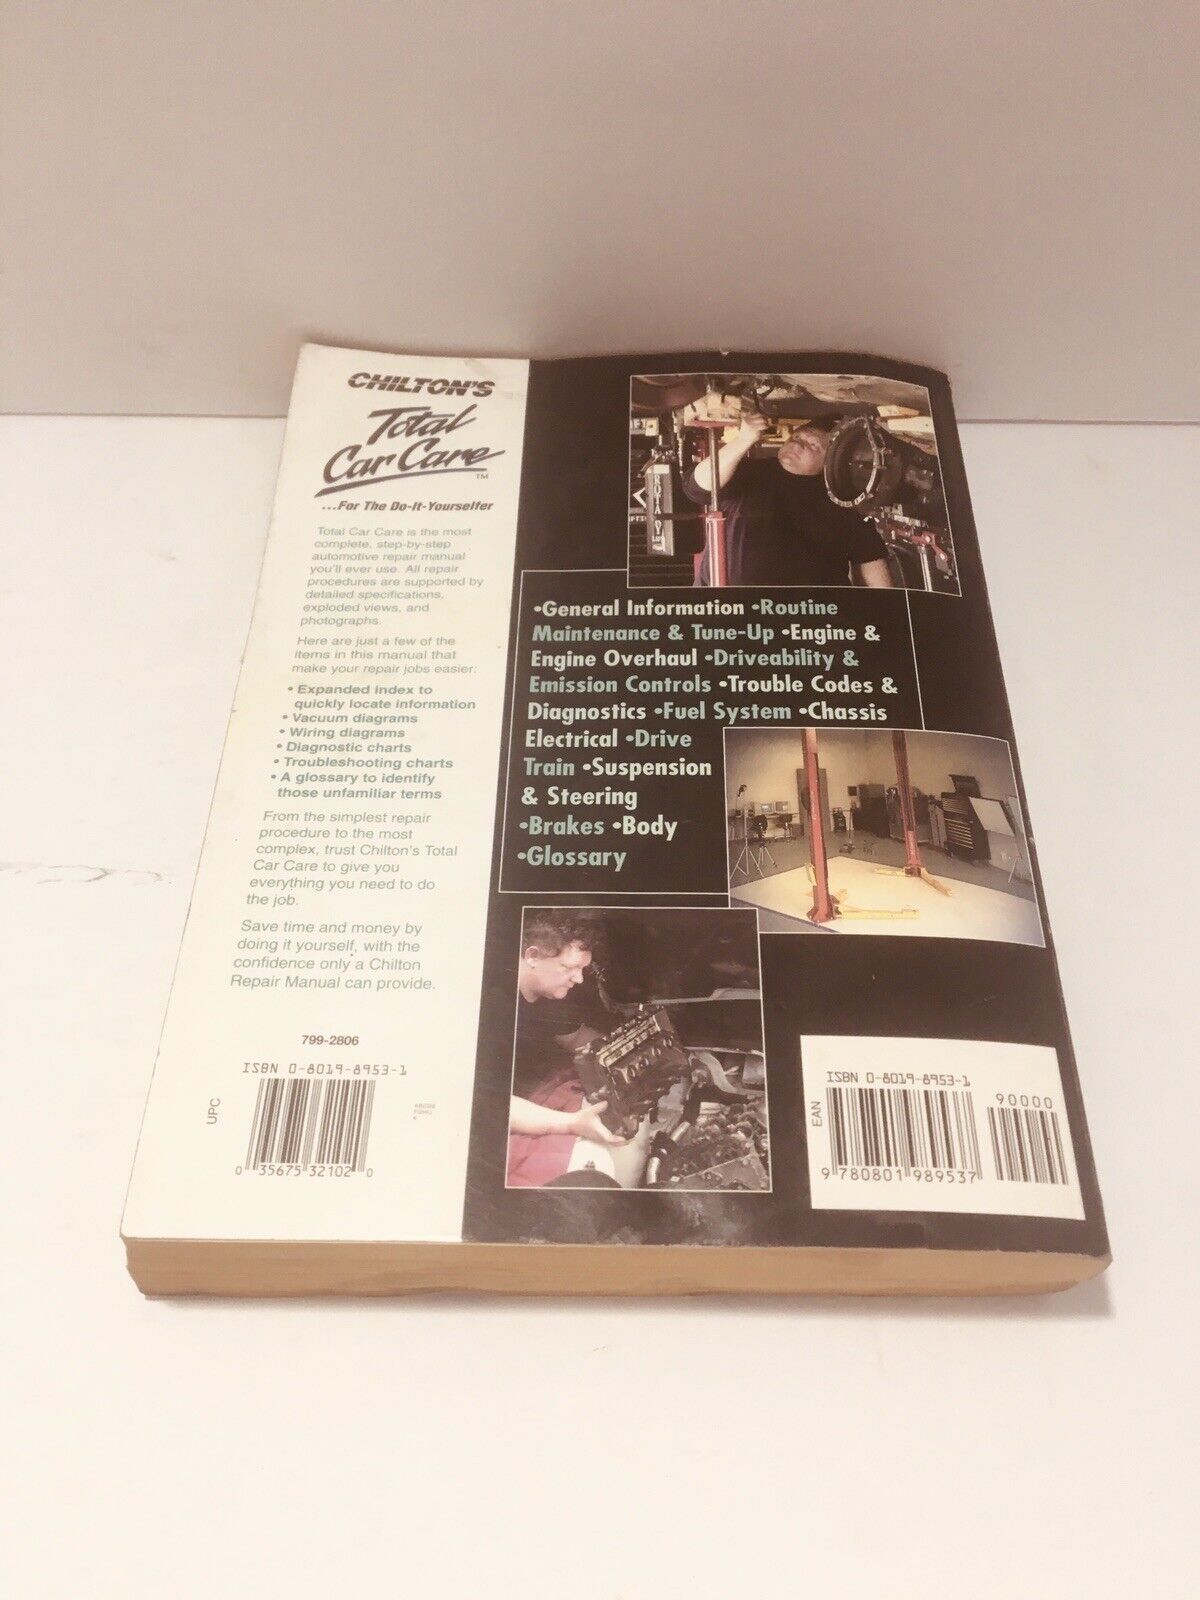 CHILTON'S
Total
Car Care™
...For The Do-It-Yourselfer
Total Car Care is the most
complete, step-by-step
automotive repair manual
you'll ever use. All repair
procedures are supported by
detailed specifications,
exploded views, and
photographs.
Here are just a few of the
items in this manual that
make your repair jobs easier:
• Expanded index to
quickly locate information
• Vacuum diagrams
• Wiring diagrams
• Diagnostic charts
• Troubleshooting charts
• A glossary to identify
those unfamiliar terms
From the simplest repair
procedure to the most
complex, trust Chilton's Total
Car Care to give you
everything you need to do
the job.
Save time and money by
doing it yourself, with the
confidence only a Chilton
Repair Manual can provide.
799-2806
ISBN 0-8019-8953-1
UPC
0 35675 32102 0
ROTARY
•General Information •Routine
Maintenance & Tune-Up •Engine &
Engine Overhaul •Driveability &
Emission Controls •Trouble Codes &
Diagnostics •Fuel System •Chassis
Electrical •Drive
Train •Suspension
& Steering
•Brakes •Body
•Glossary
ISBN 0-8019-8953-1
90000
EAN
9 780801 989537